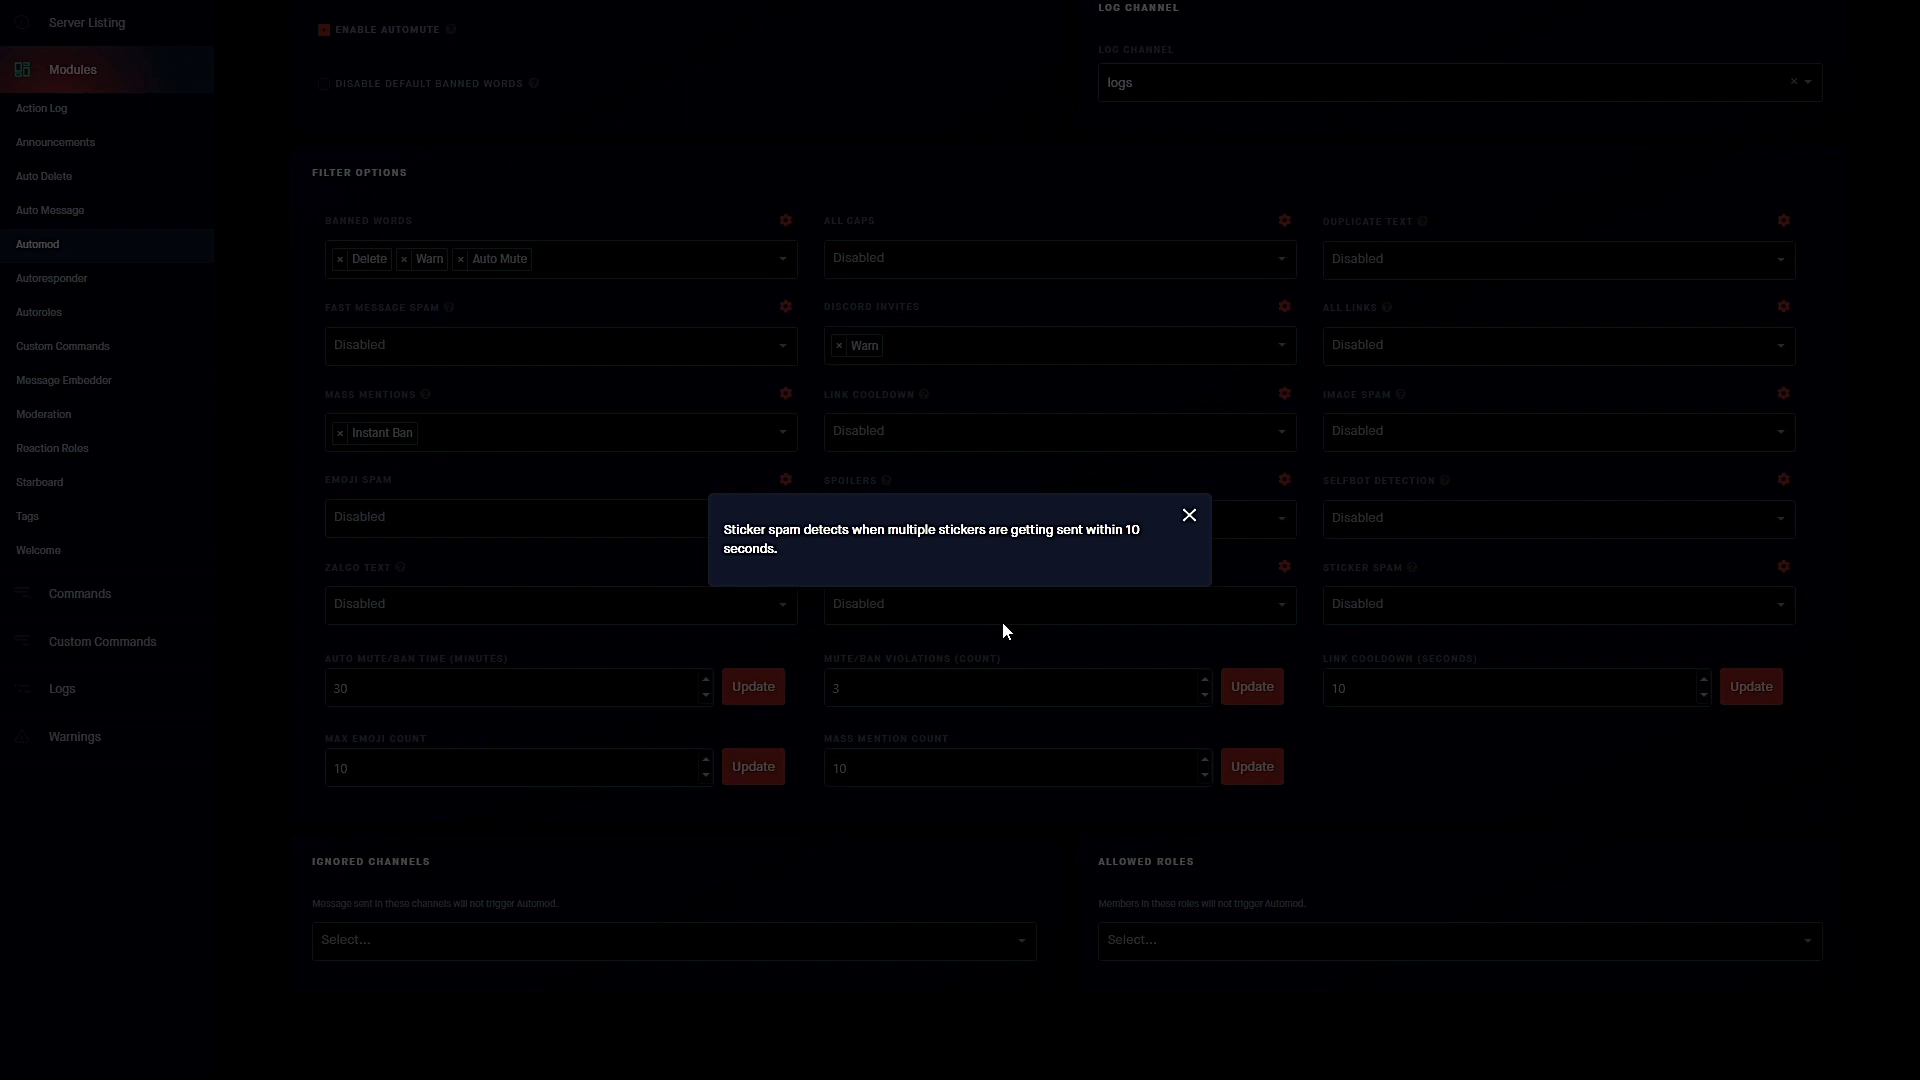 Server Listing
Modules
Action Log
Announcements
Auto Delete
Auto Message
Automod
Autoresponder
Autoroles
Custom Commands
Message Embedder
Moderation
Reaction Roles
Starboard
Tags
Welcome
Commands
Custom Commands
Logs
Warnings
ENABLE AUTOMUTE
DISABLE DEFAULT BANNED WORDS
LOG CHANNEL
LOG CHANNEL
logs
FILTER OPTIONS
BANNED WORDS
× Delete × Warn × Auto Mute
ALL CAPS
Disabled
DUPLICATE TEXT
Disabled
FAST MESSAGE SPAM
Disabled
DISCORD INVITES
× Warn
ALL LINKS
Disabled
MASS MENTIONS
× Instant Ban
LINK COOLDOWN
Disabled
IMAGE SPAM
Disabled
EMOJI SPAM
Disabled
SPOILERS
SELFBOT DETECTION
Disabled
Sticker spam detects when multiple stickers are getting sent within 10
seconds.
ZALGO TEXT
Disabled
Disabled
STICKER SPAM
Disabled
AUTO MUTE/BAN TIME (MINUTES)
30
Update
MUTE/BAN VIOLATIONS (COUNT)
3
Update
LINK COOLDOWN (SECONDS)
10
Update
MAX EMOJI COUNT
10
Update
MASS MENTION COUNT
10
Update
IGNORED CHANNELS
Message sent in these channels will not trigger Automod.
Select...
ALLOWED ROLES
Members in these roles will not trigger Automod.
Select...